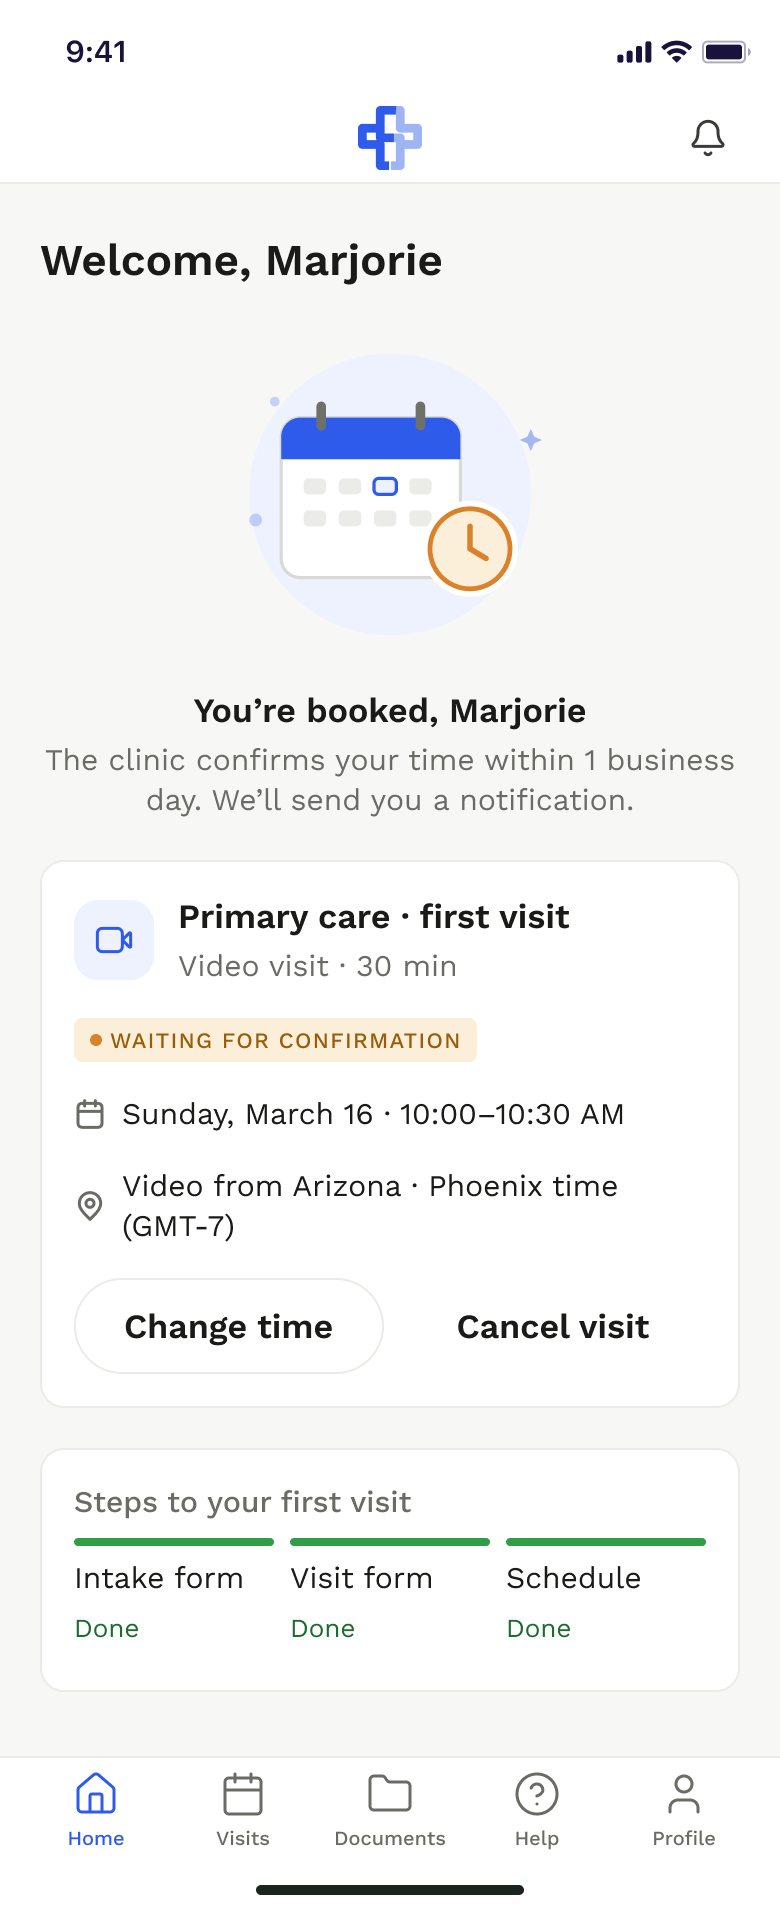 9:41
Welcome, Marjorie
You’re booked, Marjorie
The clinic confirms your time within 1 business
day. We’ll send you a notification.
Primary care · first visit
Video visit · 30 min
WAITING FOR CONFIRMATION
Sunday, March 16 · 10:00–10:30 AM
Video from Arizona · Phoenix time
(GMT-7)
Change time
Cancel visit
Steps to your first visit
Intake form
Visit form
Schedule
Done
Done
Done
Home
Visits
Documents
Help
Profile